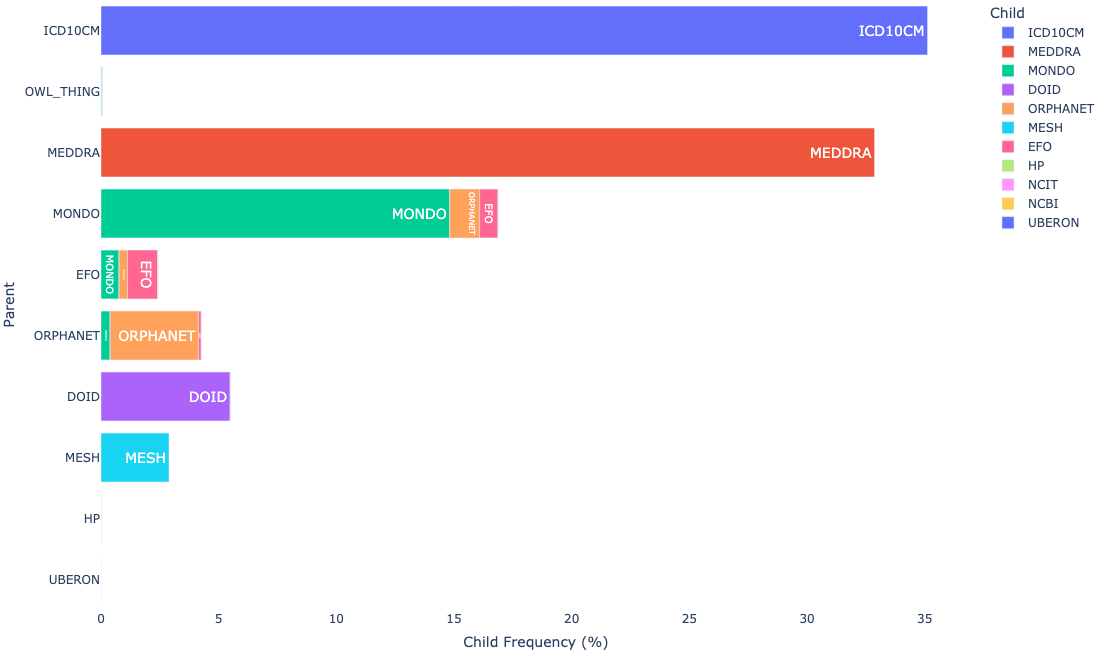 Parent
ICD10CM
ICD10CM
OWL_THING
MEDDRA
MEDDRA
MONDO
MONDO
ORPHANET
EFO
EFO
MONDO
EFO
ORPHANET
ORPHANET
DOID
DOID
MESH
MESH
HP
UBERON
0 5 10 15 20 25 30 35
Child Frequency (%)
Child
ICD10CM
MEDDRA
MONDO
DOID
ORPHANET
MESH
EFO
HP
NCIT
NCBI
UBERON